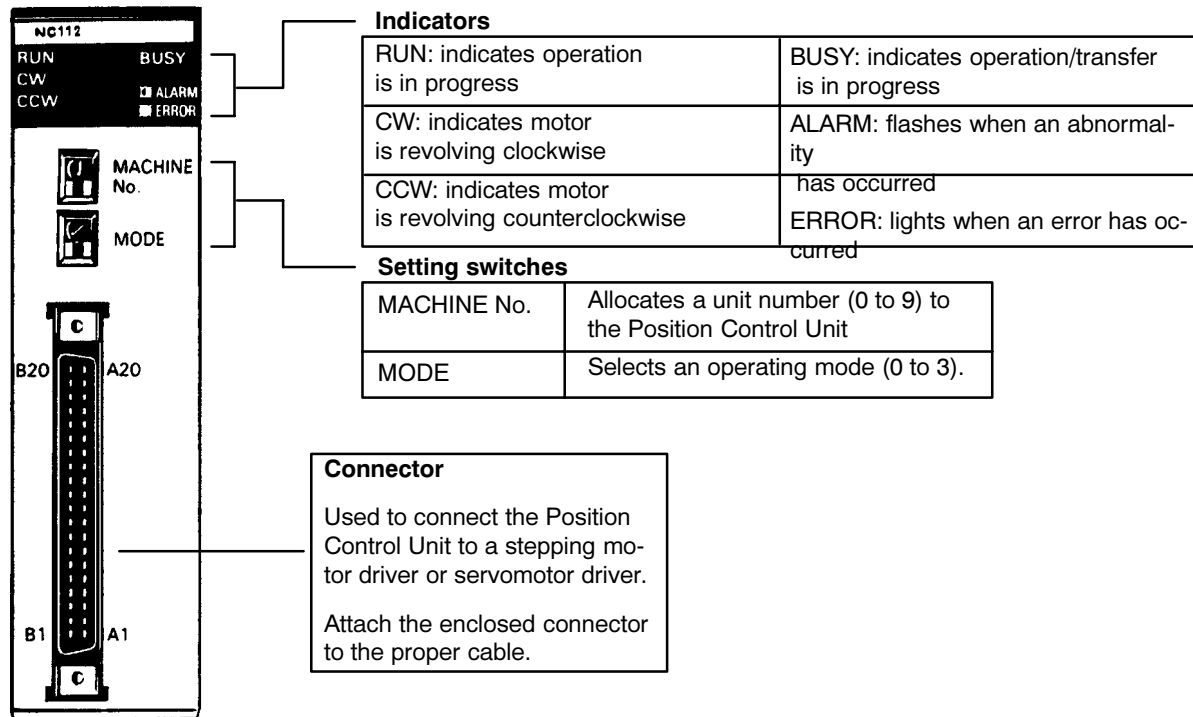 NC112
RUN BUSY
CW
CCW
ALARM
ERROR
MACHINE
No.
MODE
B20 A20
B1 A1
Indicators
RUN: indicates operation
is in progress
BUSY: indicates operation/transfer
is in progress
CW: indicates motor
is revolving clockwise
ALARM: flashes when an abnormal-
ity
has occurred
CCW: indicates motor
is revolving counterclockwise
ERROR: lights when an error has oc-
curred
Setting switches
MACHINE No.
Allocates a unit number (0 to 9) to
the Position Control Unit
MODE
Selects an operating mode (0 to 3).
Connector
Used to connect the Position
Control Unit to a stepping mo-
tor driver or servomotor driver.
Attach the enclosed connector
to the proper cable.